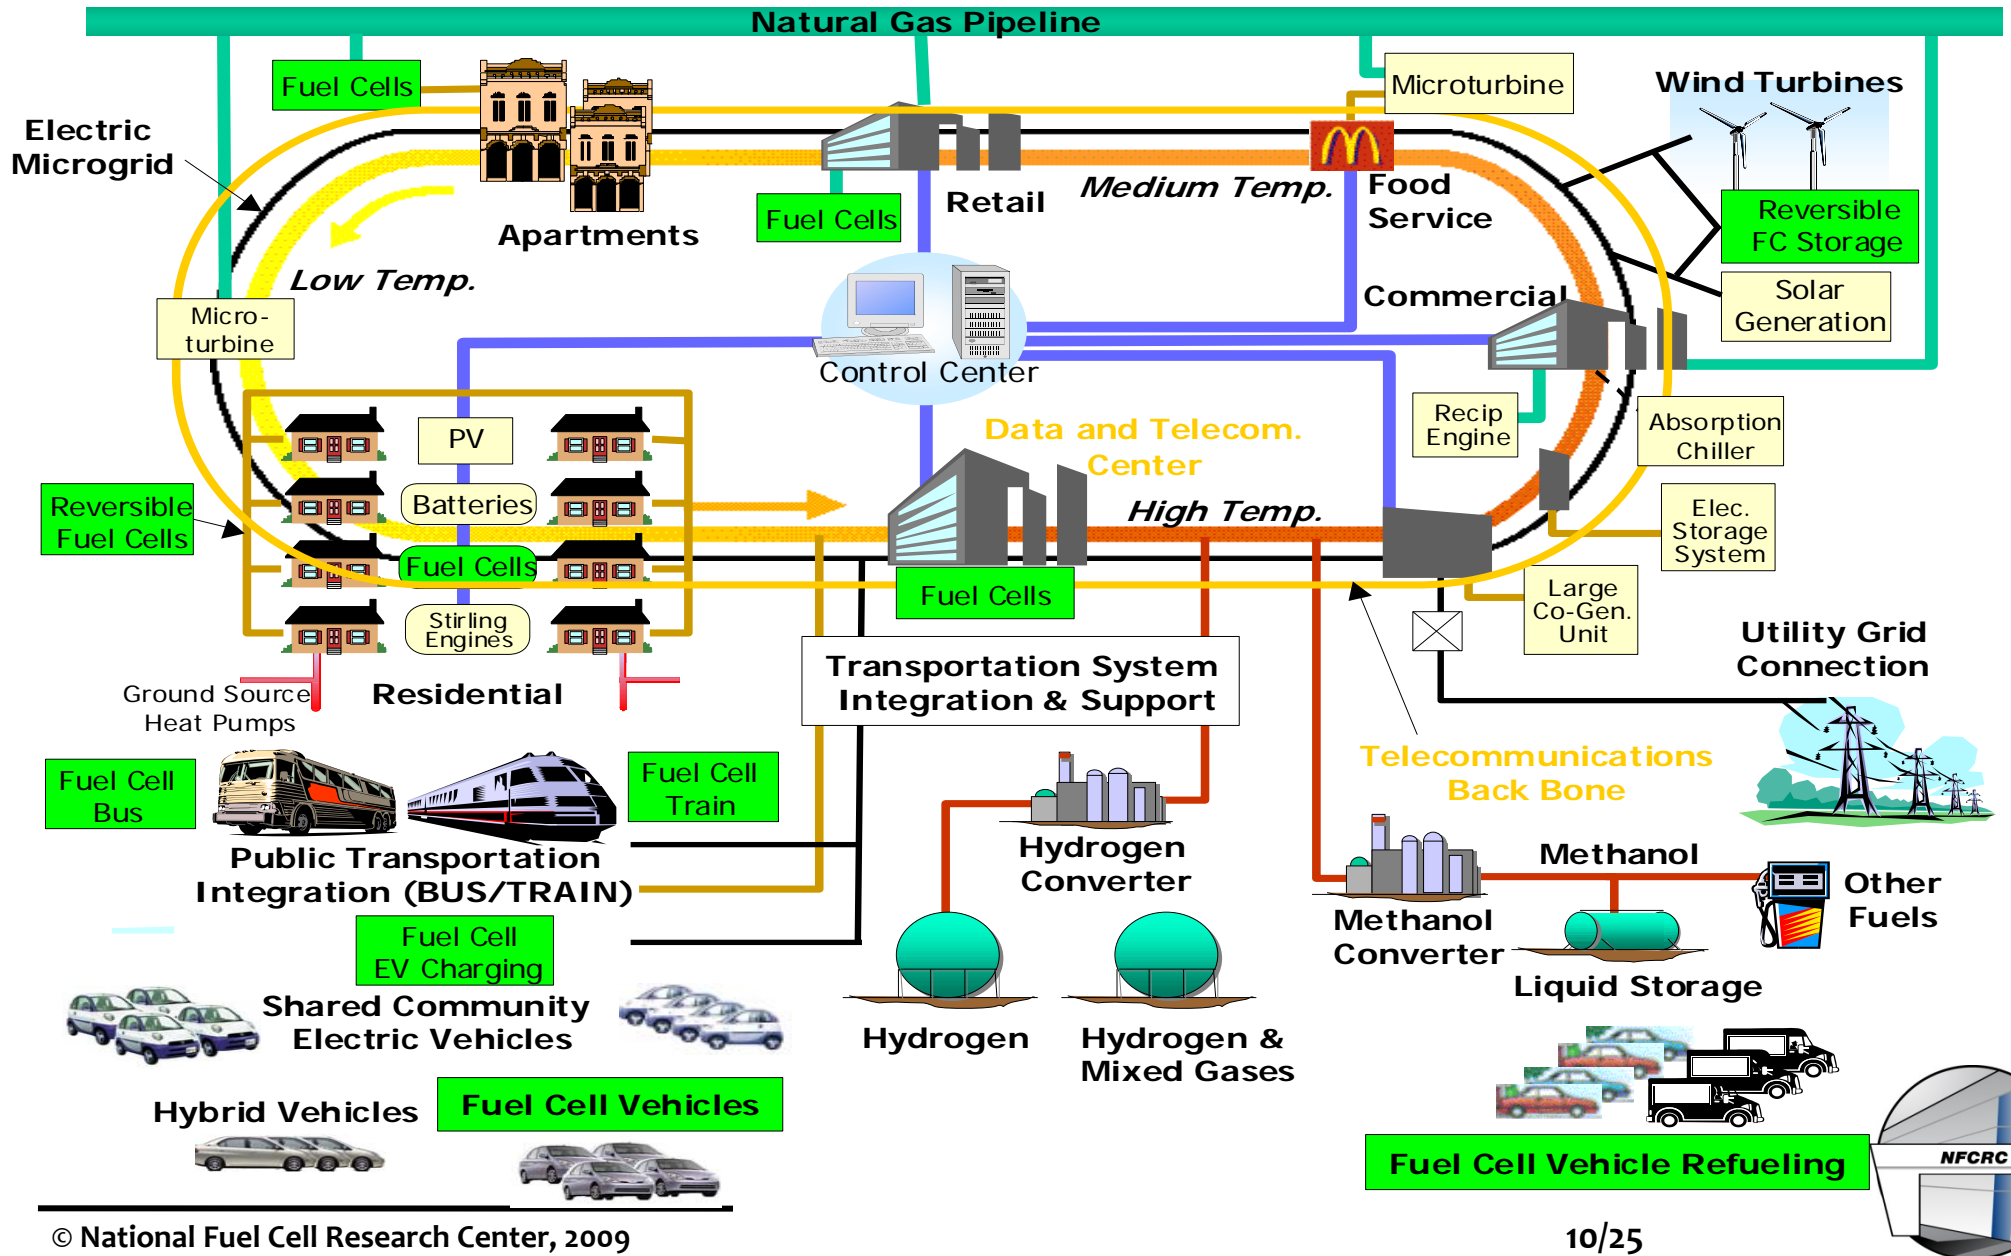 Natural Gas Pipeline
Fuel Cells
Microturbine
Wind Turbines
Electric
Microgrid
Retail
Medium Temp.
Food
Service
Reversible
FC Storage
Fuel Cells
Apartments
Low Temp.
Solar
Generation
Commercial
Micro-
turbine
Control Center
PV
Data and Telecom.
Center
Recip
Engine
Absorption
Chiller
Reversible
Fuel Cells
Batteries
High Temp.
Elec.
Storage
System
Fuel Cells
Fuel Cells
Large
Co-Gen.
Unit
Stirling
Engines
Utility Grid
Connection
Transportation System
Integration & Support
Ground Source
Heat Pumps
Residential
Fuel Cell
Bus
Fuel Cell
Train
Telecommunications
Back Bone
Public Transportation
Integration (BUS/TRAIN)
Hydrogen
Converter
Methanol
Other
Fuels
Methanol
Converter
Fuel Cell
EV Charging
Liquid Storage
Shared Community
Electric Vehicles
Hydrogen
Hydrogen &
Mixed Gases
Hybrid Vehicles
Fuel Cell Vehicles
Fuel Cell Vehicle Refueling
NFCRC
© National Fuel Cell Research Center, 2009
10/25